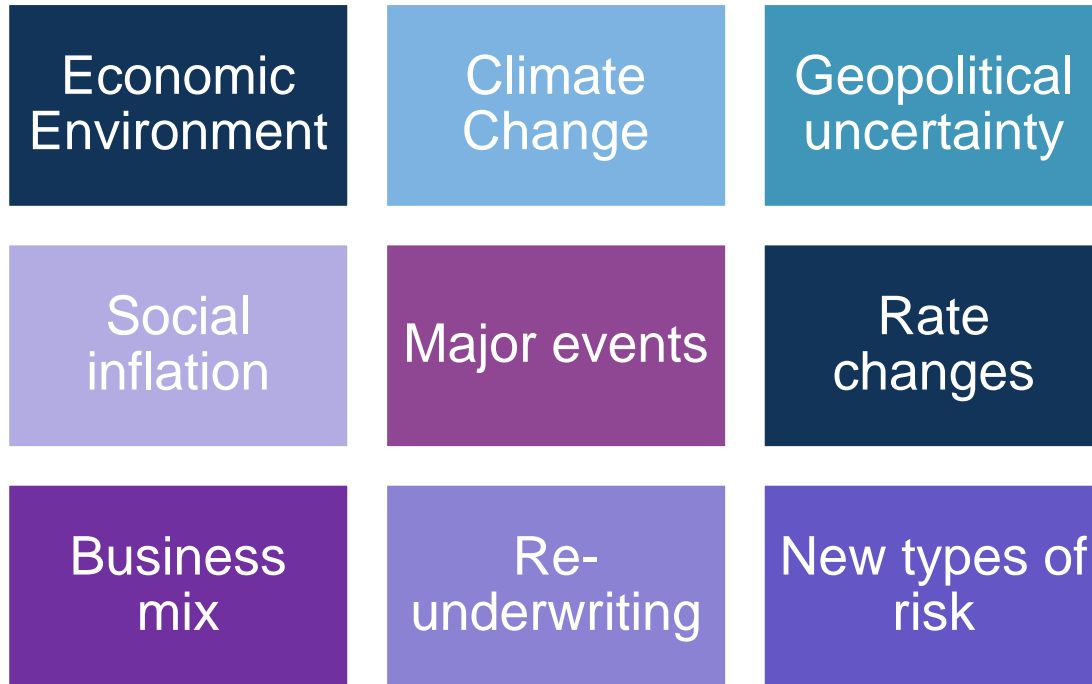 Economic
Environment
Climate
Change
Geopolitical
uncertainty
Social
inflation
Major events
Rate
changes
Business
mix
Re-
underwriting
New types of
risk